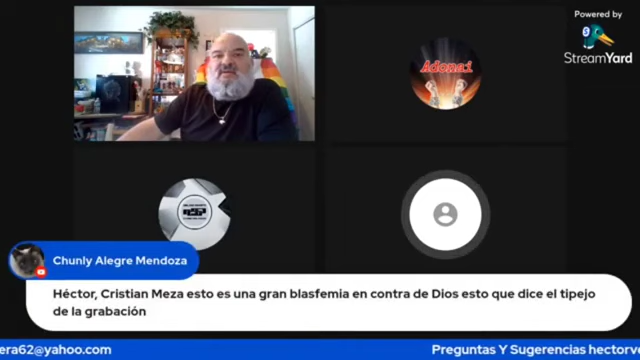 Powered by
StreamYard
Adonai
Chunly Alegre Mendoza
Héctor, Cristian Meza esto es una gran blasfemia en contra de Dios esto que dice el tipejo
de la grabación
era62@yahoo.com
Preguntas Y Sugerencias hectorve